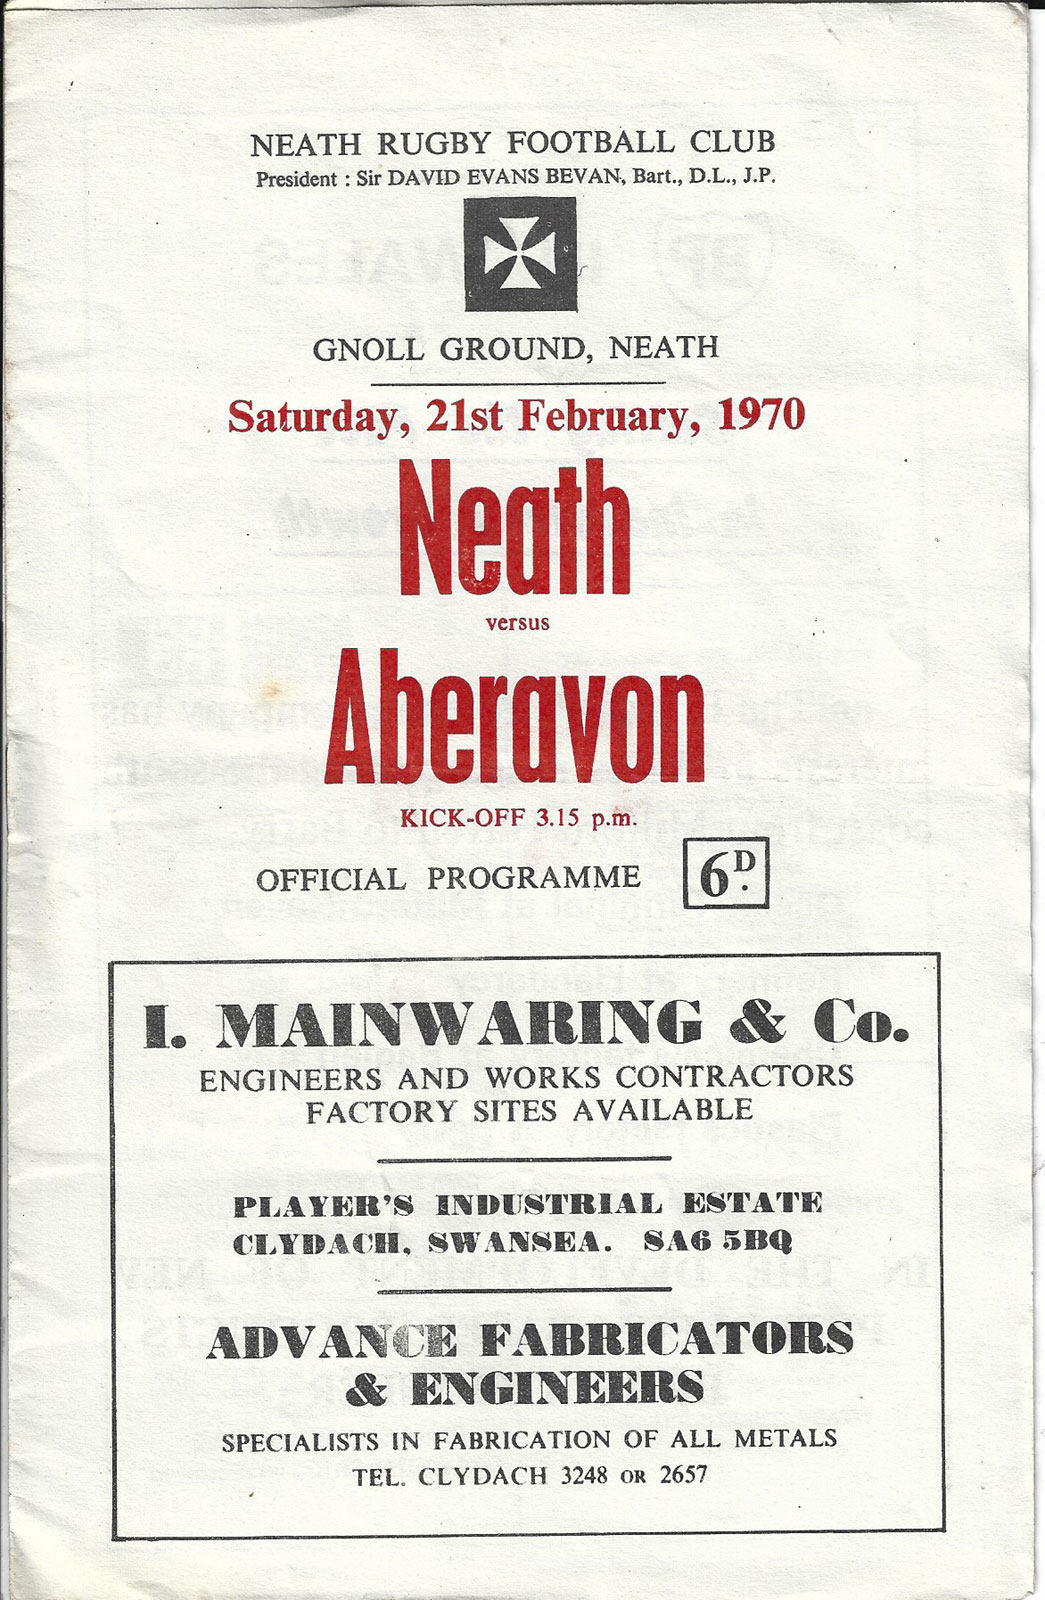 NEATH RUGBY FOOTBALL CLUB
President : Sir DAVID EVANS BEVAN, Bart., D.L., J.P.
GNOLL GROUND, NEATH
Saturday, 21st February, 1970
Neath
versus
Aberavon
KICK-OFF 3.15 p.m.
OFFICIAL PROGRAMME 6D.
I. MAINWARING & Co.
ENGINEERS AND WORKS CONTRACTORS
FACTORY SITES AVAILABLE
PLAYER'S INDUSTRIAL ESTATE
CLYDACH, SWANSEA. SA6 5BQ
ADVANCE FABRICATORS
& ENGINEERS
SPECIALISTS IN FABRICATION OF ALL METALS
TEL. CLYDACH 3248 OR 2657